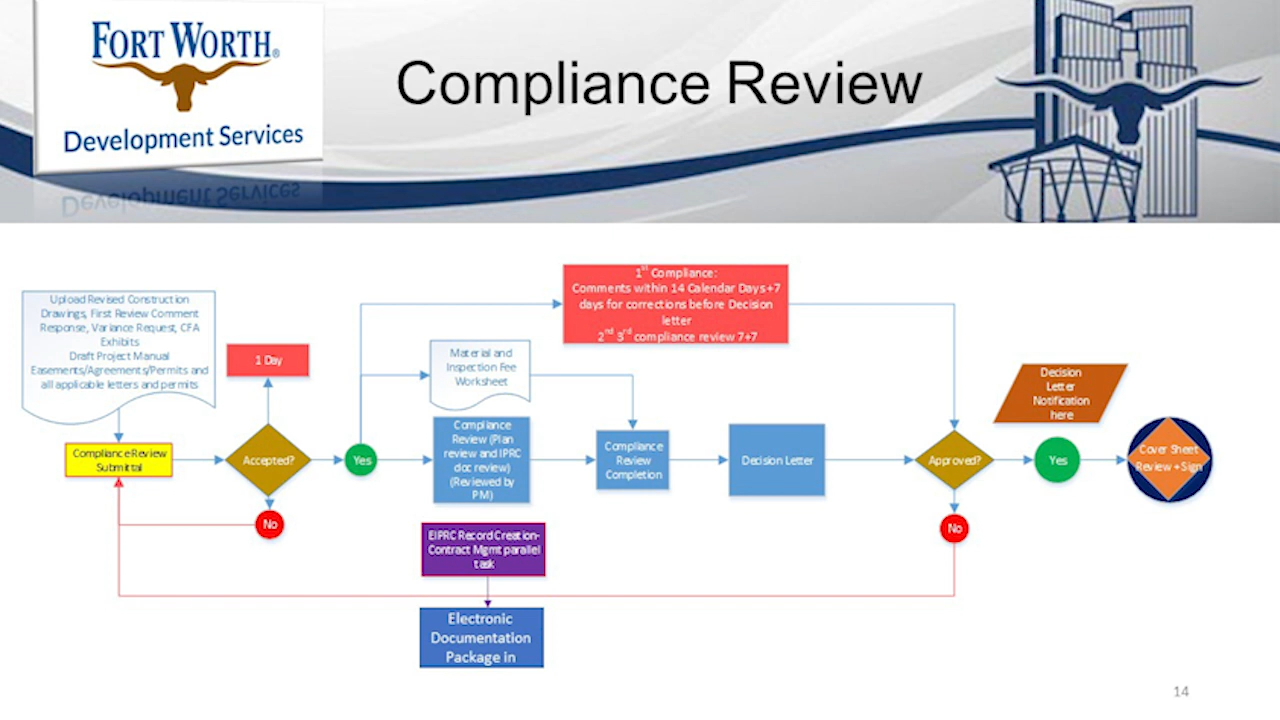 FORT WORTH®
Development Services
Compliance Review
Upload Revised Construction
Drawings, First Review Comment
Response, Variance Request, CFA
Exhibits
Draft Project Manual
Easements/Agreements/Permits and
all applicable letters and permits
1 Day
Compliance Review
Submittal
Accepted?
No
Yes
1st Compliance:
Comments within 14 Calendar Days+7
days for corrections before Decision
letter
2nd 3rd compliance review 7+7
Material and
Inspection Fee
Worksheet
Compliance
Review (Plan
review and IPRC
doc review)
(Reviewed by
PM)
Compliance
Review
Completion
Decision Letter
Approved?
No
Yes
Decision
Letter
Notification
here
Cover Sheet
Review + Sign
EIPRC Record Creation-
Contract Mgmt parallel
task
Electronic
Documentation
Package in
14